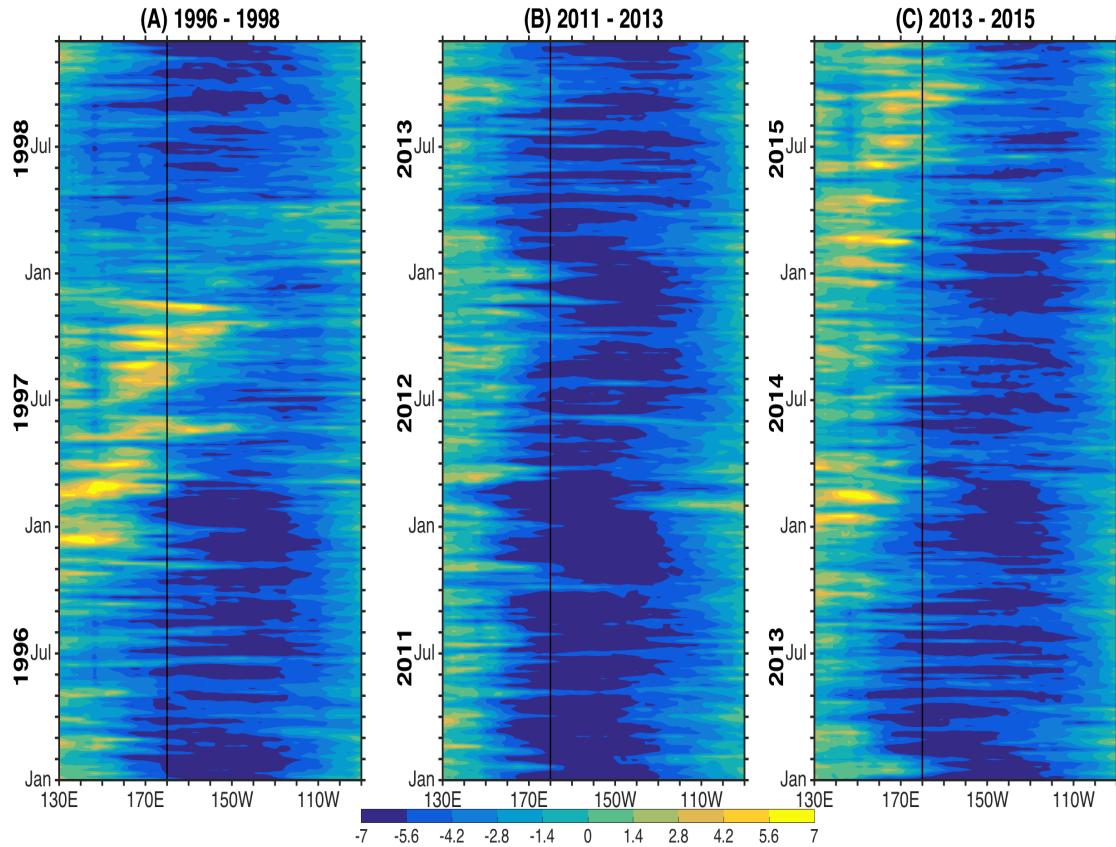 (A) 1996 - 1998
(B) 2011 - 2013
(C) 2013 - 2015
1998
Jul
Jan
1997
Jul
Jan
1996
Jul
Jan
130E 170E 150W 110W
2013
Jul
Jan
2012
Jul
Jan
2011
Jul
Jan
130E 170E 150W 110W
2015
Jul
Jan
2014
Jul
Jan
2013
Jul
Jan
130E 170E 150W 110W
-7 -5.6 -4.2 -2.8 -1.4 0 1.4 2.8 4.2 5.6 7